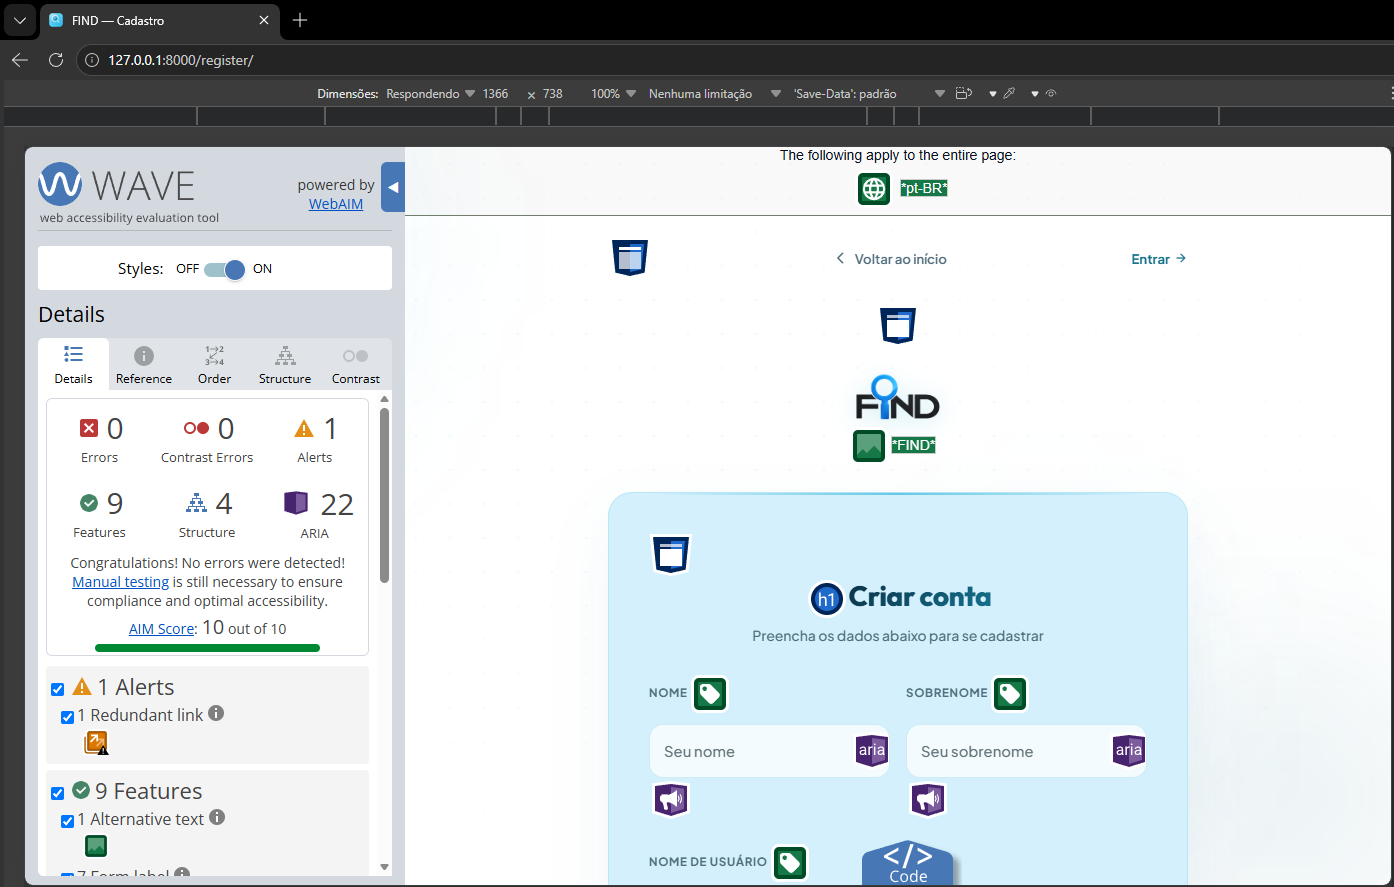 FIND — Cadastro
127.0.0.1:8000/register/
Dimensões: Respondendo 1366 × 738 100% Nenhuma limitação 'Save-Data': padrão
WAVE
web accessibility evaluation tool
powered by
WebAIM
Styles: OFF ON
Details
Details Reference Order Structure Contrast
0 0 1
Errors Contrast Errors Alerts
9 4 22
Features Structure ARIA
Congratulations! No errors were detected!
Manual testing is still necessary to ensure
compliance and optimal accessibility.
AIM Score: 10 out of 10
1 Alerts
1 Redundant link
9 Features
1 Alternative text
7 Form label
The following apply to the entire page:
*pt-BR*
Voltar ao início
Entrar
FIND
*FIND*
h1 Criar conta
Preencha os dados abaixo para se cadastrar
NOME SOBRENOME
Seu nome aria Seu sobrenome aria
NOME DE USUÁRIO
</>
Code